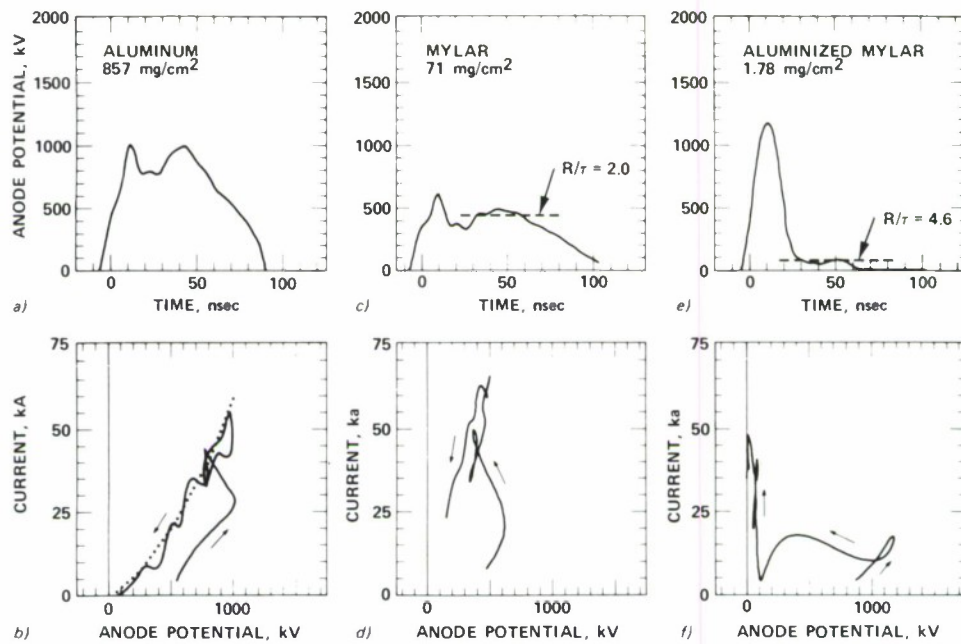 ALUMINUM
857 mg/cm²
ANODE POTENTIAL, kV
2000
1500
1000
500
0
0 50 100
TIME, nsec
a)
MYLAR
71 mg/cm²
R/τ = 2.0
2000
1500
1000
500
0
0 50 100
TIME, nsec
c)
ALUMINIZED MYLAR
1.78 mg/cm²
R/τ = 4.6
2000
1500
1000
500
0
0 50 100
TIME, nsec
e)
CURRENT, kA
75
50
25
0
0 1000
ANODE POTENTIAL, kV
b)
CURRENT, ka
75
50
25
0
0 1000
ANODE POTENTIAL, kV
d)
CURRENT, ka
75
50
25
0
0 1000
ANODE POTENTIAL, kV
f)